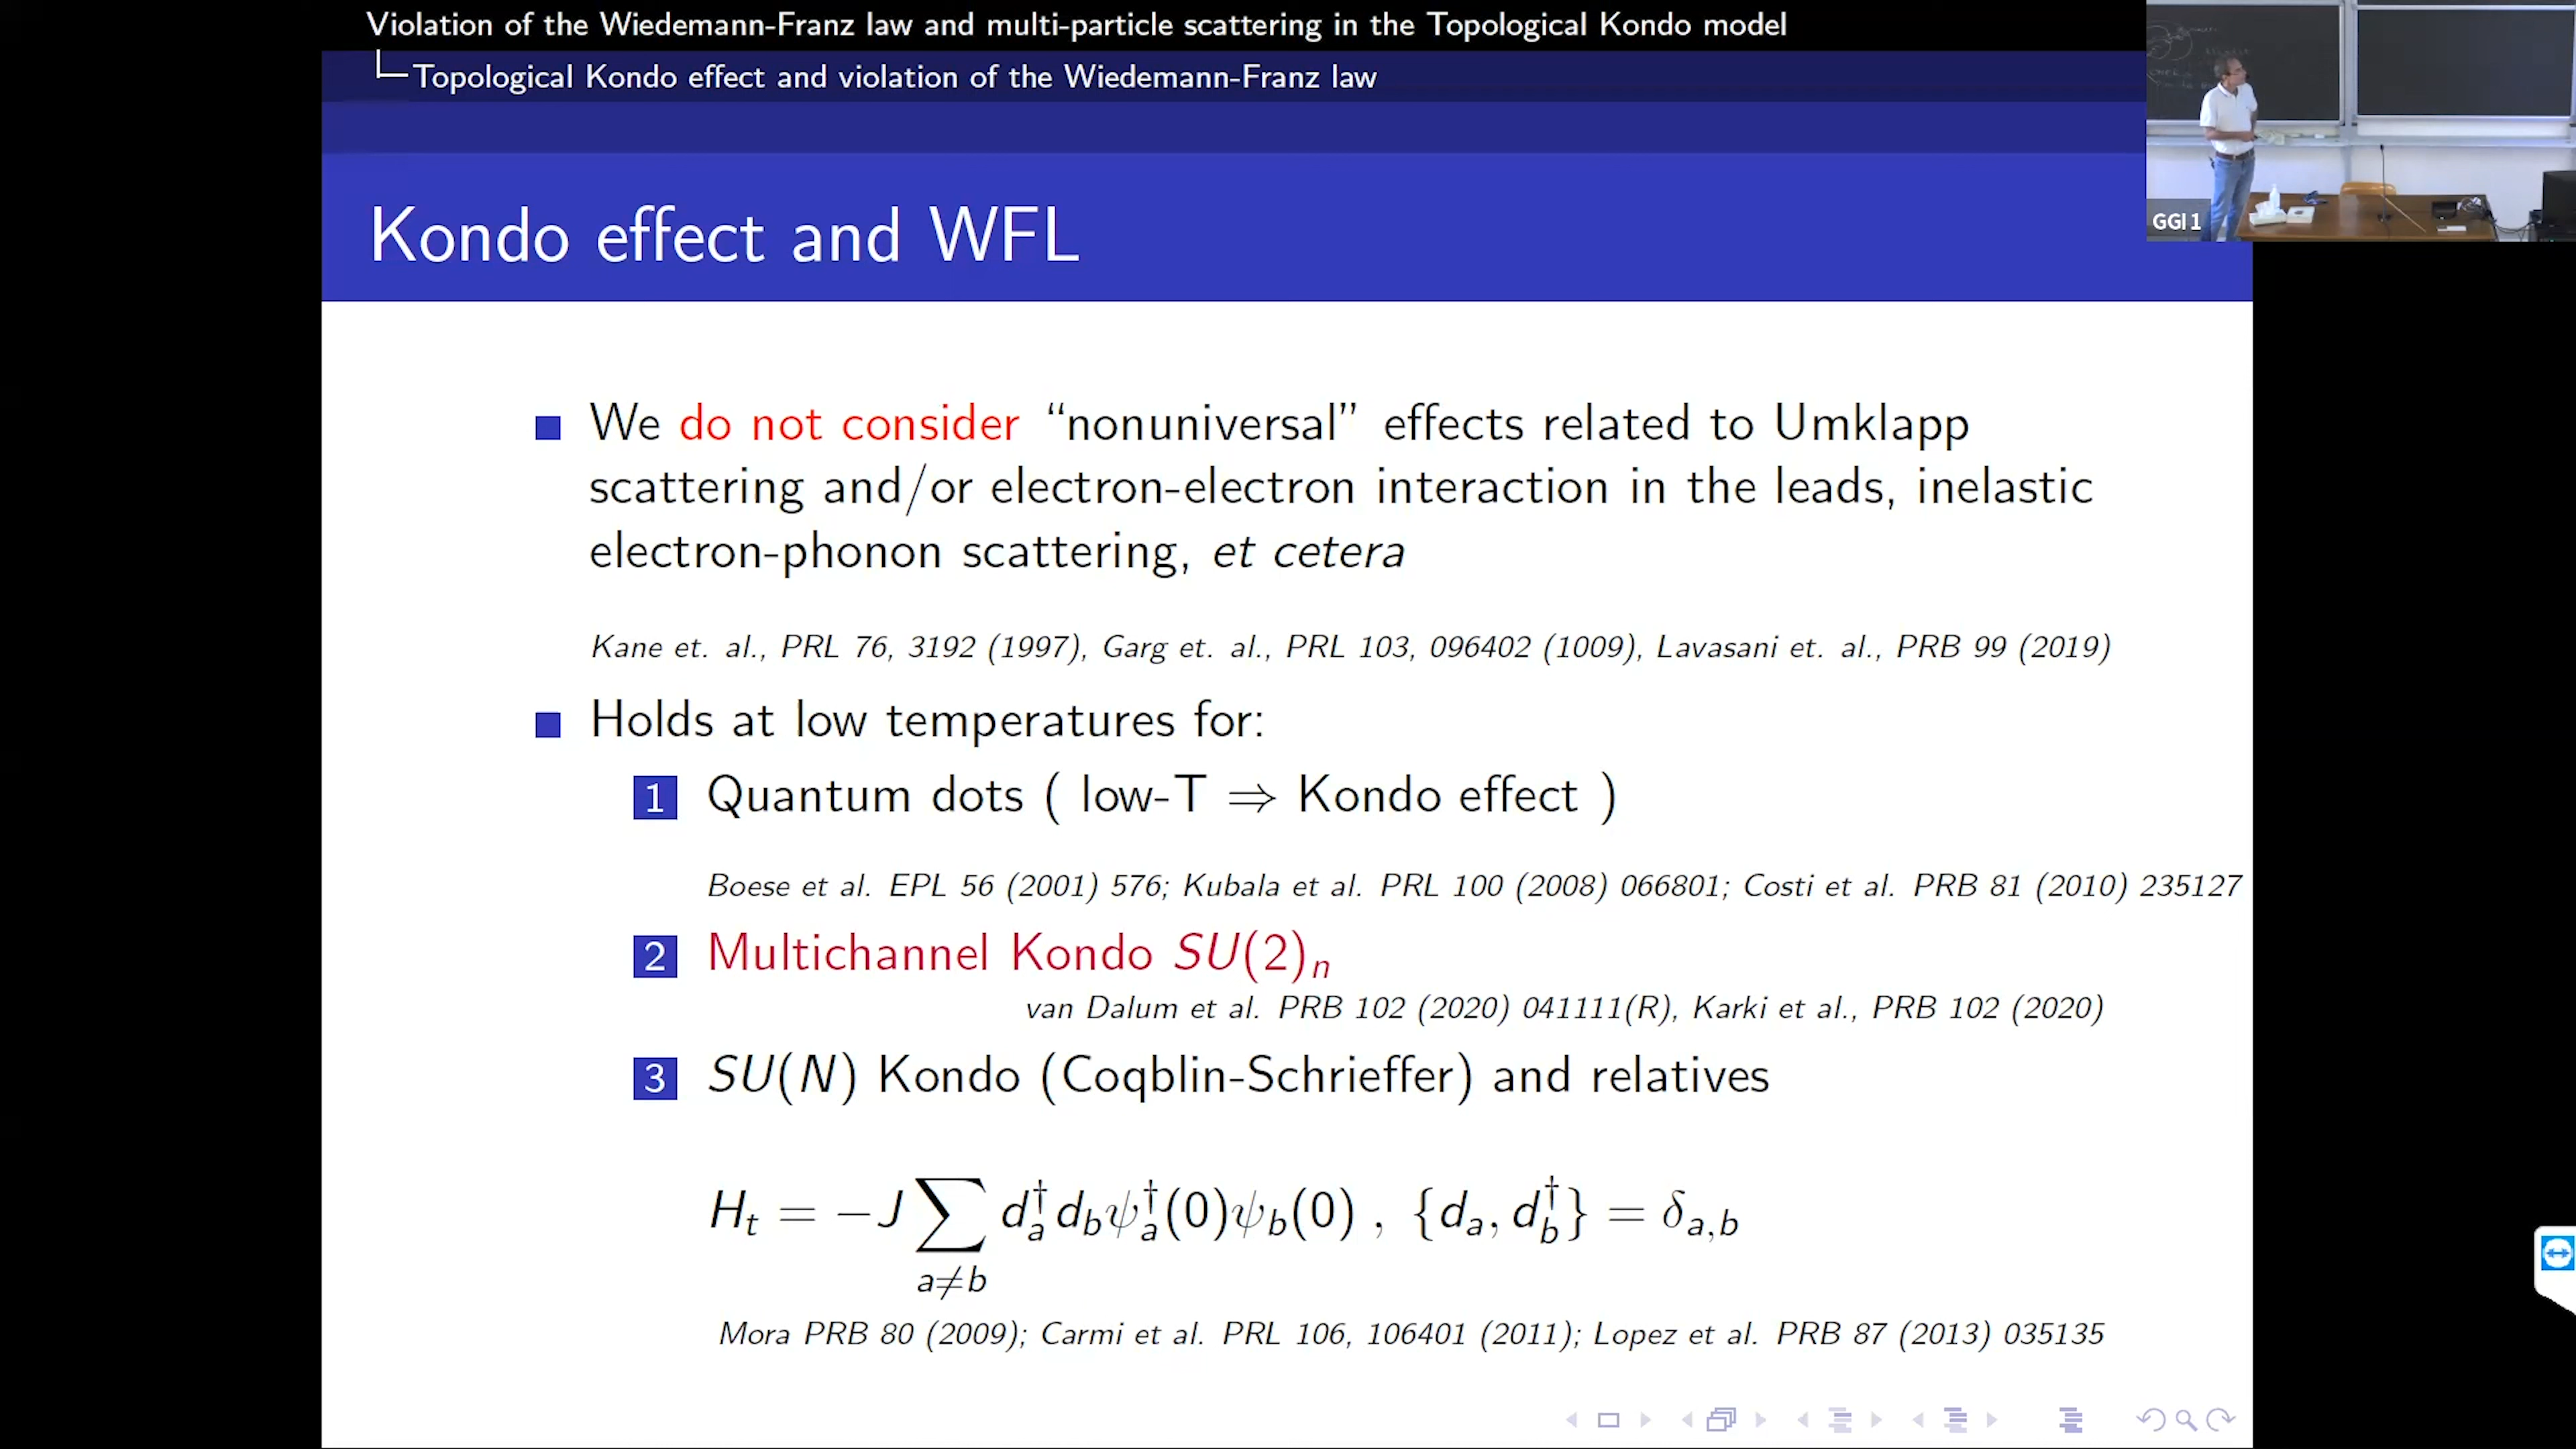 Violation of the Wiedemann-Franz law and multi-particle scattering in the Topological Kondo model
Topological Kondo effect and violation of the Wiedemann-Franz law
GGI 1
Kondo effect and WFL
We do not consider “nonuniversal” effects related to Umklapp
scattering and/or electron-electron interaction in the leads, inelastic
electron-phonon scattering, et cetera
Kane et. al., PRL 76, 3192 (1997), Garg et. al., PRL 103, 096402 (1009), Lavasani et. al., PRB 99 (2019)
Holds at low temperatures for:
1 Quantum dots ( low-T ⇒ Kondo effect )
Boese et al. EPL 56 (2001) 576; Kubala et al. PRL 100 (2008) 066801; Costi et al. PRB 81 (2010) 235127
2 Multichannel Kondo SU(2)ₙ
van Dalum et al. PRB 102 (2020) 041111(R), Karki et al., PRB 102 (2020)
3 SU(N) Kondo (Coqblin-Schrieffer) and relatives
H_t = −J ∑_{a≠b} d_a^† d_b ψ_a^†(0)ψ_b(0) , {d_a, d_b^†} = δ_{a,b}
Mora PRB 80 (2009); Carmi et al. PRL 106, 106401 (2011); Lopez et al. PRB 87 (2013) 035135